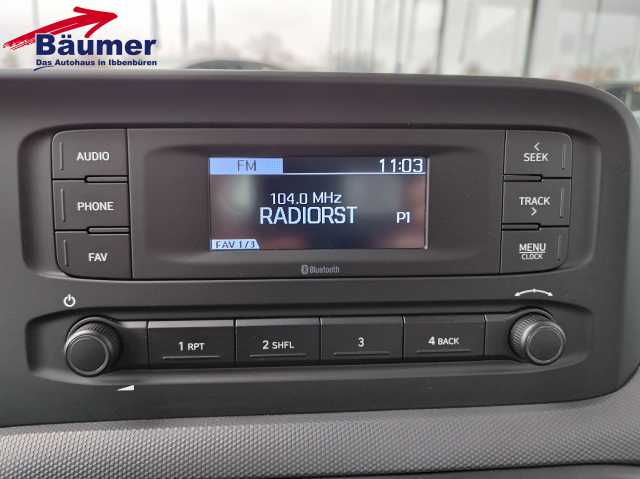 Bäumer
Das Autohaus in Ibbenbüren
AUDIO
PHONE
FAV
FM 11:03
104.0 MHz
RADIORST P1
FAV 1/3
Bluetooth
< SEEK
TRACK >
MENU
CLOCK
1 RPT
2 SHFL
3
4 BACK